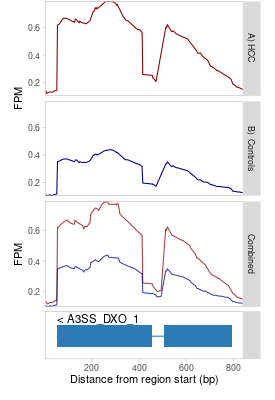 0.6
0.4
0.2
A) HCC
FPM
0.6
0.4
0.2
B) Controls
0.6
0.4
0.2
Combined
FPM
< A3SS_DXO_1
200 400 600 800
Distance from region start (bp)